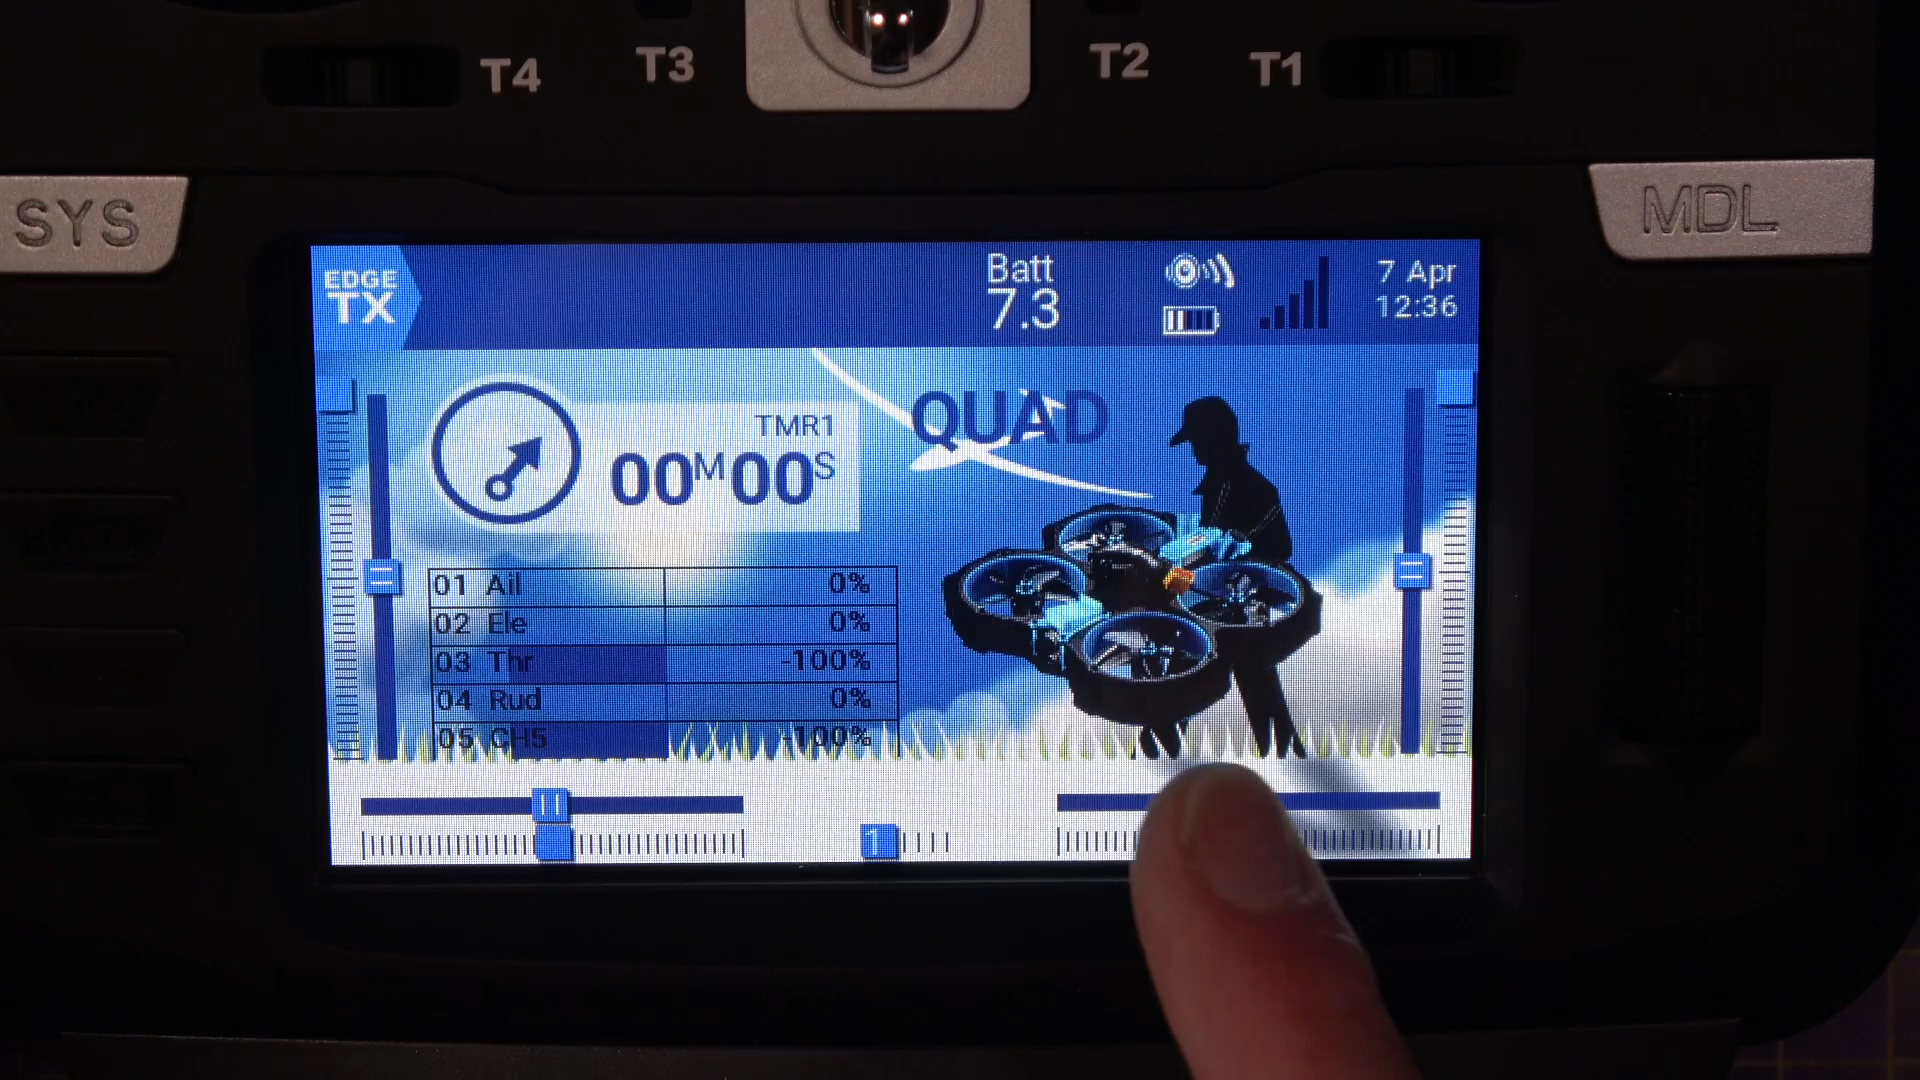 T4 T3 T2 T1
SYS MDL
EDGE
TX
Batt
7.3
7 Apr
12:36
TMR1
00M00S
QUAD
01 Ail 0%
02 Ele 0%
03 Thr -100%
04 Rud 0%
05 CH5 -100%
1